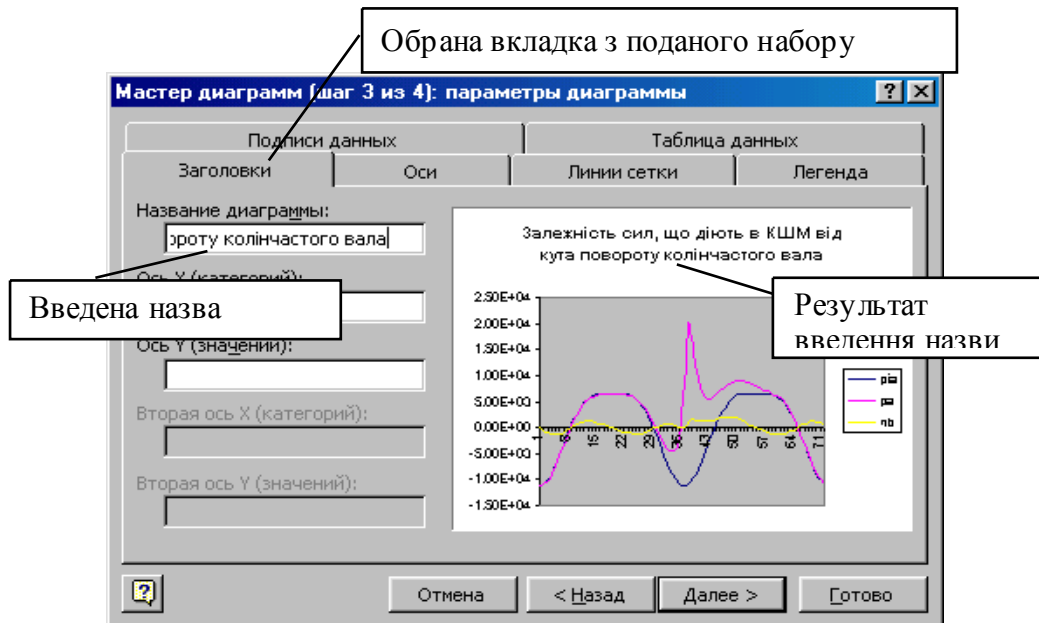 Обрана вкладка з поданого набору
Мастер диаграмм (шаг 3 из 4): параметры диаграммы
Подписи данных
Таблица данных
Заголовки
Оси
Линии сетки
Легенда
Название диаграммы:
ороту колінчастого вала
Введена назва
Ось X (категорий):
Ось Y (значений):
Вторая ось X (категорий):
Вторая ось Y (значений):
Залежність сил, що діють в КШМ від
кута повороту колінчастого вала
Результат
введення назви
2.50E+04
2.00E+04
1.50E+04
1.00E+04
5.00E+03
0.00E+00
-5.00E+03
-1.00E+04
-1.50E+04
1
8
15
22
29
36
43
50
57
64
71
pia
pa
nb
Отмена
< Назад
Далее >
Готово